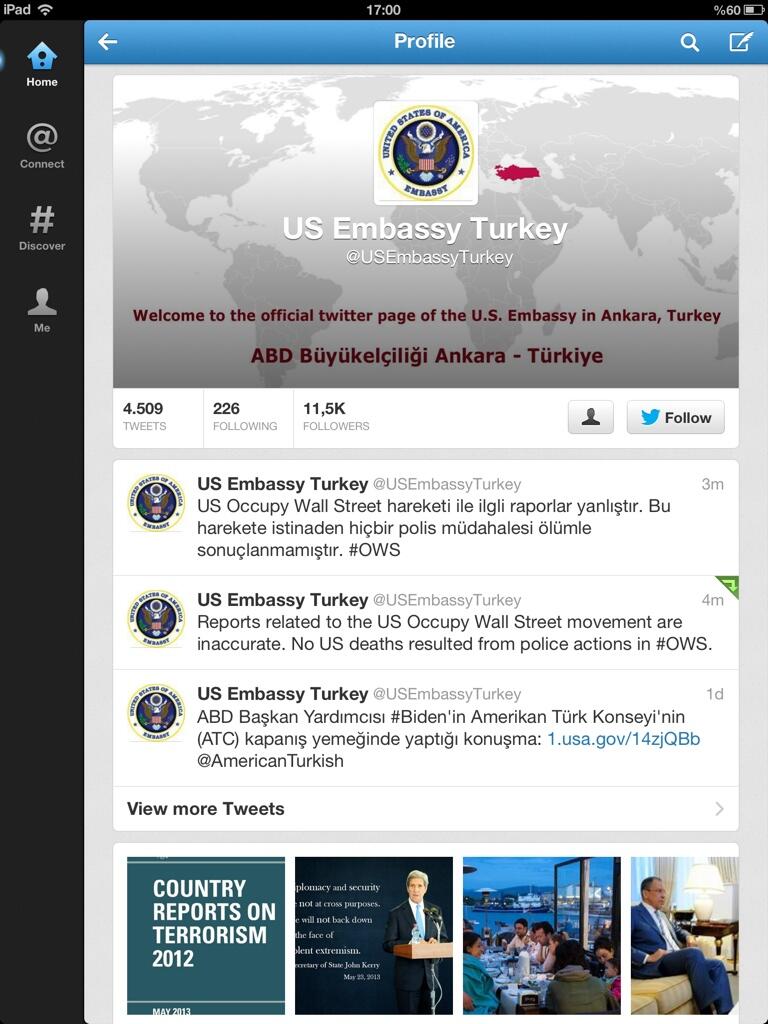 iPad 17:00 %60
Profile
Home
Connect
Discover
Me
UNITED STATES OF AMERICA
EMBASSY
US Embassy Turkey
@USEmbassyTurkey
Welcome to the official twitter page of the U.S. Embassy in Ankara, Turkey
ABD Büyükelçiliği Ankara - Türkiye
4.509 226 11,5K
TWEETS FOLLOWING FOLLOWERS
Follow
US Embassy Turkey @USEmbassyTurkey 3m
US Occupy Wall Street hareketi ile ilgli raporlar yanlıştır. Bu
harekete istinaden hiçbir polis müdahalesi ölümle
sonuçlanmamıştır. #OWS
US Embassy Turkey @USEmbassyTurkey 4m
Reports related to the US Occupy Wall Street movement are
inaccurate. No US deaths resulted from police actions in #OWS.
US Embassy Turkey @USEmbassyTurkey 1d
ABD Başkan Yardımcısı #Biden'in Amerikan Türk Konseyi'nin
(ATC) kapanış yemeğinde yaptığı konuşma: 1.usa.gov/14zjQBb
@AmericanTurkish
View more Tweets
COUNTRY
REPORTS ON
TERRORISM
2012
MAY 2013
plomacy and security
not at cross purposes.
will not back down
the face of
lent extremism.
ecretary of State John Kerry
May 23, 2013